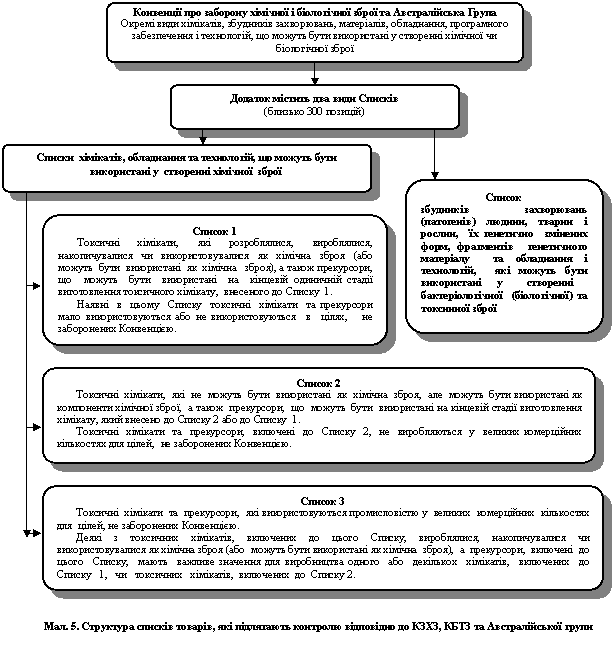 Конвенції про заборону хімічної і біологічної зброї та Австралійська Група
Окремі види хімікатів, збудників захворювань, матеріалів, обладнання, програмного
забезпечення і технологій, що можуть бути використані у створенні хімічної чи
біологічної зброї
Додаток містить два види Списків
(близько 300 позицій)
Списки хімікатів, обладнання та технологій, що можуть бути
використані у створенні хімічної зброї
Список
збудників захворювань
(патогенів) людини, тварин і
рослин, їх генетично змінених
форм, фрагментів генетичного
матеріалу та обладнання і
технологій, які можуть бути
використані у створенні
бактеріологічної (біологічної) та
токсинної зброї
Список 1
Токсичні хімікати, які розроблялися, вироблялися,
накопичувалися чи використовувалися як хімічна зброя (або
можуть бути використані як хімічна зброя), а також прекурсори,
що можуть бути використані на кінцевій одиничній стадії
виготовлення токсичного хімікату, внесеного до Списку 1.
Наявні в цьому Списку токсичні хімікати та прекурсори
мало використовуються або не використовуються в цілях, не
заборонених Конвенцією.
Список 2
Токсичні хімікати, які не можуть бути використані як хімічна зброя, але можуть бути використані як
компоненти хімічної зброї, а також прекурсори, що можуть бути використані на кінцевій стадії виготовлення
хімікату, який внесено до Списку 2 або до Списку 1.
Токсичні хімікати та прекурсори, включені до Списку 2, не виробляються у великих комерційних
кількостях для цілей, не заборонених Конвенцією.
Список 3
Токсичні хімікати та прекурсори, які використовуються промисловістю у великих комерційних кількостях
для цілей, не заборонених Конвенцією.
Деякі з токсичних хімікатів, включених до цього Списку, вироблялися, накопичувалися чи
використовувалися як хімічна зброя (або можуть бути використані як хімічна зброя), а прекурсори, включені до
цього Списку, мають важливе значення для виробництва одного або декількох хімікатів, включених до
Списку 1, чи токсичних хімікатів, включених до Списку 2.
Мал. 5. Структура списків товарів, які підлягають контролю відповідно до КЗХЗ, КБТЗ та Австралійської групи